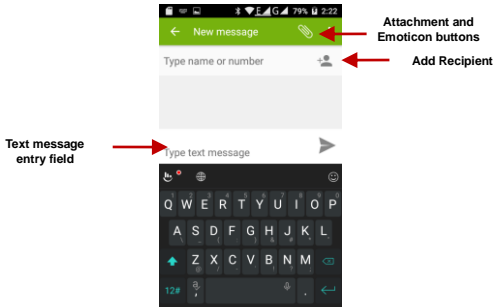 79% 2:22
Attachment and
Emoticon buttons
New message
Type name or number
Add Recipient
Text message
entry field
Type text message
Q W E R T Y U I O P
A S D F G H J K L
Z X C V B N M
12# , .